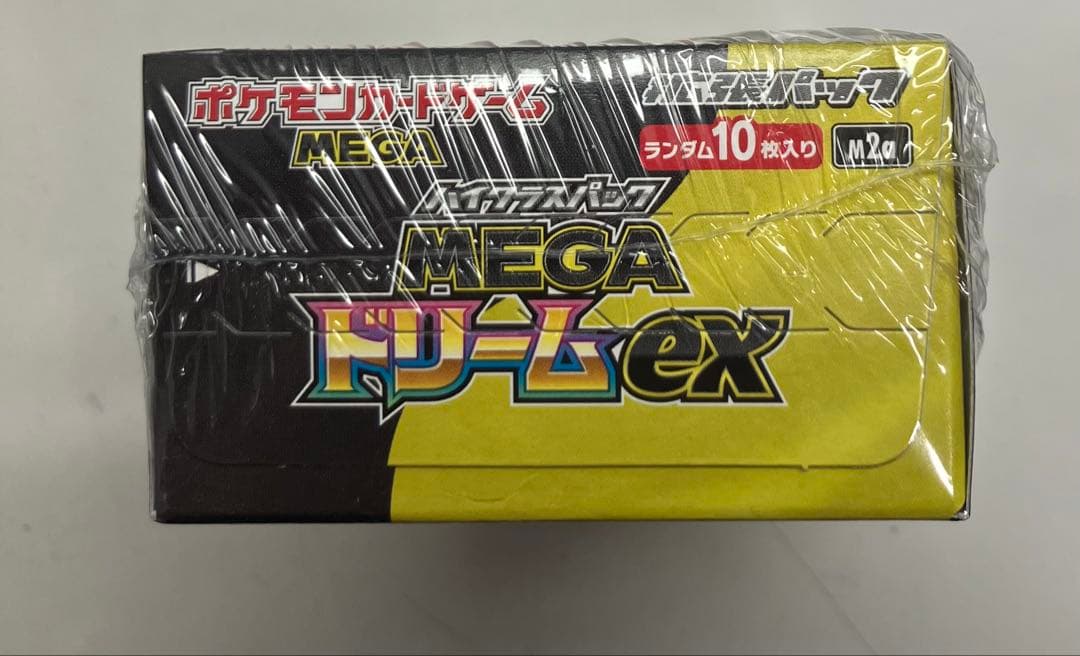 ポケモンカードゲーム
MEGA
拡張パック
ランダム10枚入り
M2a
ハイクラスパック
MEGA
ドリームex